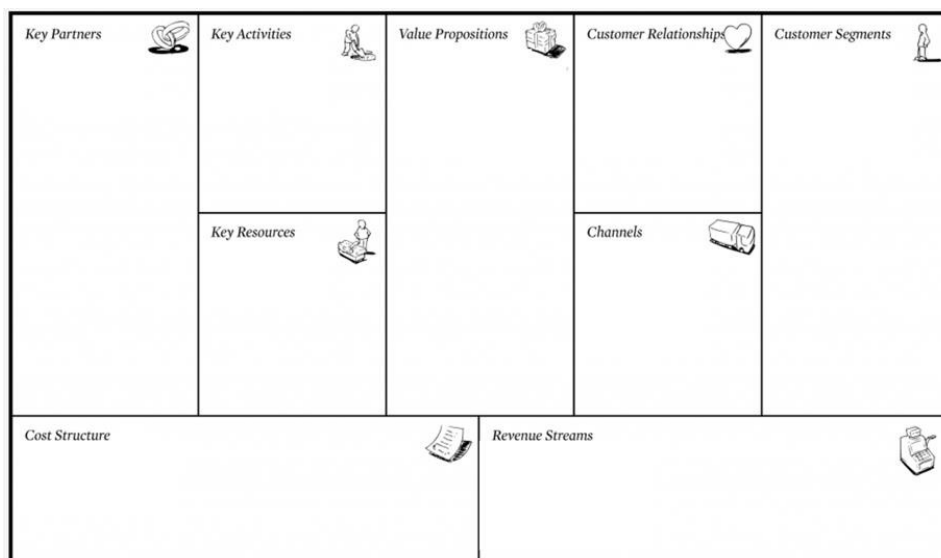 Key Partners
Key Activities
Value Propositions
Customer Relationships
Customer Segments
Key Resources
Channels
Cost Structure
Revenue Streams